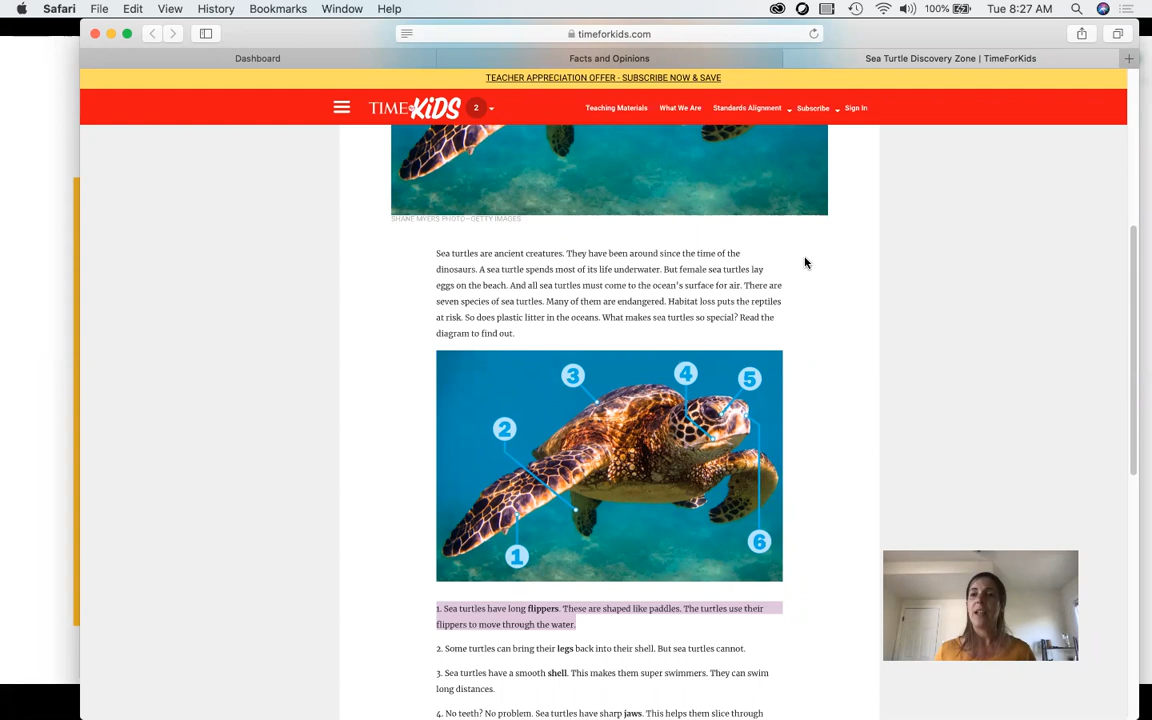 Safari File Edit View History Bookmarks Window Help 100% Tue 8:27 AM
timeforkids.com
Dashboard Facts and Opinions Sea Turtle Discovery Zone | TimeForKids
TEACHER APPRECIATION OFFER - SUBSCRIBE NOW & SAVE
TIME for KiDS 2 Teaching Materials What We Are Standards Alignment Subscribe Sign In
SHANE MYERS PHOTO—GETTY IMAGES
Sea turtles are ancient creatures. They have been around since the time of the
dinosaurs. A sea turtle spends most of its life underwater. But female sea turtles lay
eggs on the beach. And all sea turtles must come to the ocean's surface for air. There are
seven species of sea turtles. Many of them are endangered. Habitat loss puts the reptiles
at risk. So does plastic litter in the oceans. What makes sea turtles so special? Read the
diagram to find out.
3 4 5
2
6
1
1. Sea turtles have long flippers. These are shaped like paddles. The turtles use their
flippers to move through the water.
2. Some turtles can bring their legs back into their shell. But sea turtles cannot.
3. Sea turtles have a smooth shell. This makes them super swimmers. They can swim
long distances.
4. No teeth? No problem. Sea turtles have sharp jaws. This helps them slice through